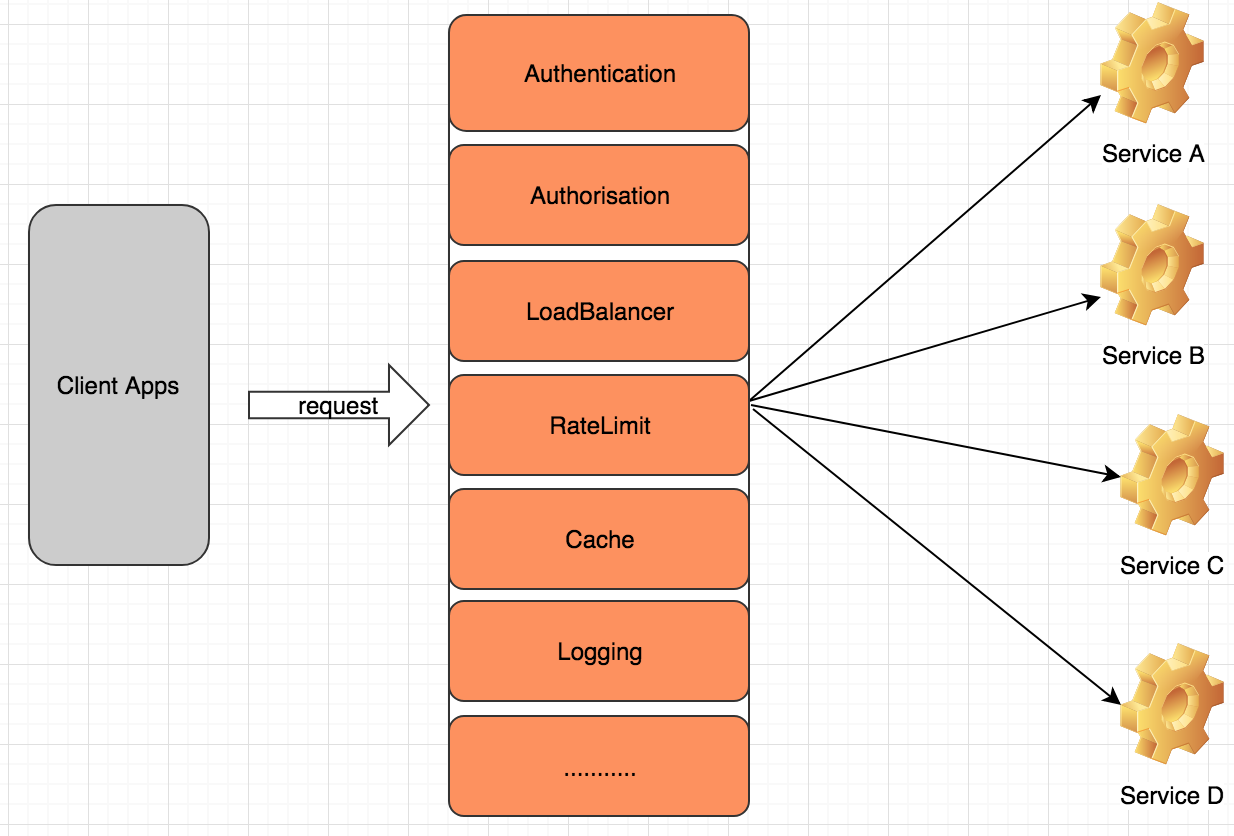 Authentication
Authorisation
LoadBalancer
RateLimit
Cache
Logging
...........
Client Apps
request
Service A
Service B
Service C
Service D